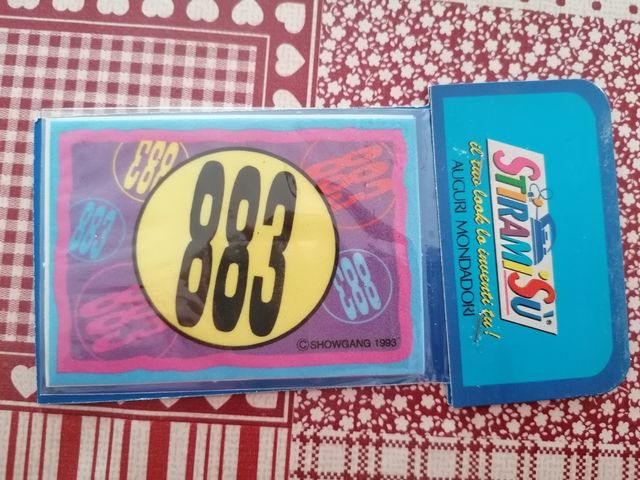 STIRAMISÙ
il tuo look lo inventi tu!
AUGURI MONDADORI
883
883
883
883
883
883
© SHOWGANG 1993